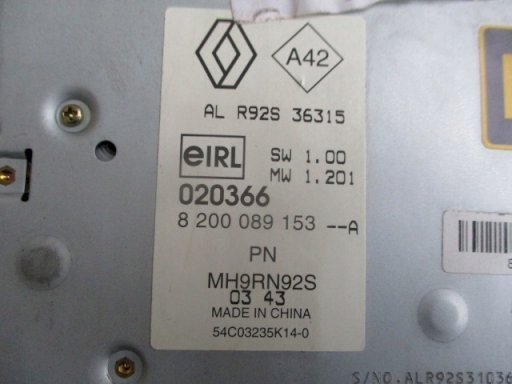 A42
AL R92S 36315
eIRL
SW 1.00
MW 1.201
020366
8 200 089 153 --A
PN
MH9RN92S
03 43
MADE IN CHINA
54C03235K14-0
S/NO.ALR92S3103